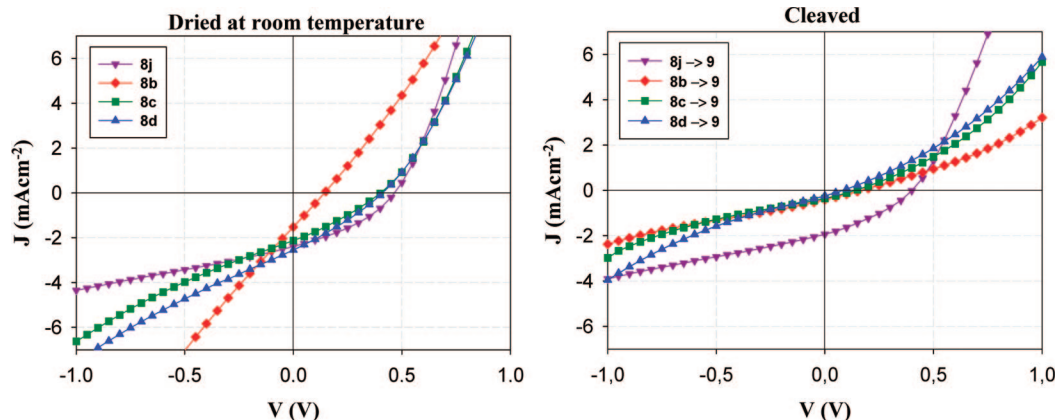 Dried at room temperature
8j
8b
8c
8d
6
4
2
0
-2
-4
-6
J (mAcm-2)
-1.0
-0.5
0.0
0.5
1.0
V (V)
Cleaved
8j –> 9
8b –> 9
8c –> 9
8d –> 9
6
4
2
0
-2
-4
-6
J (mAcm-2)
-1,0
-0,5
0,0
0,5
1,0
V (V)